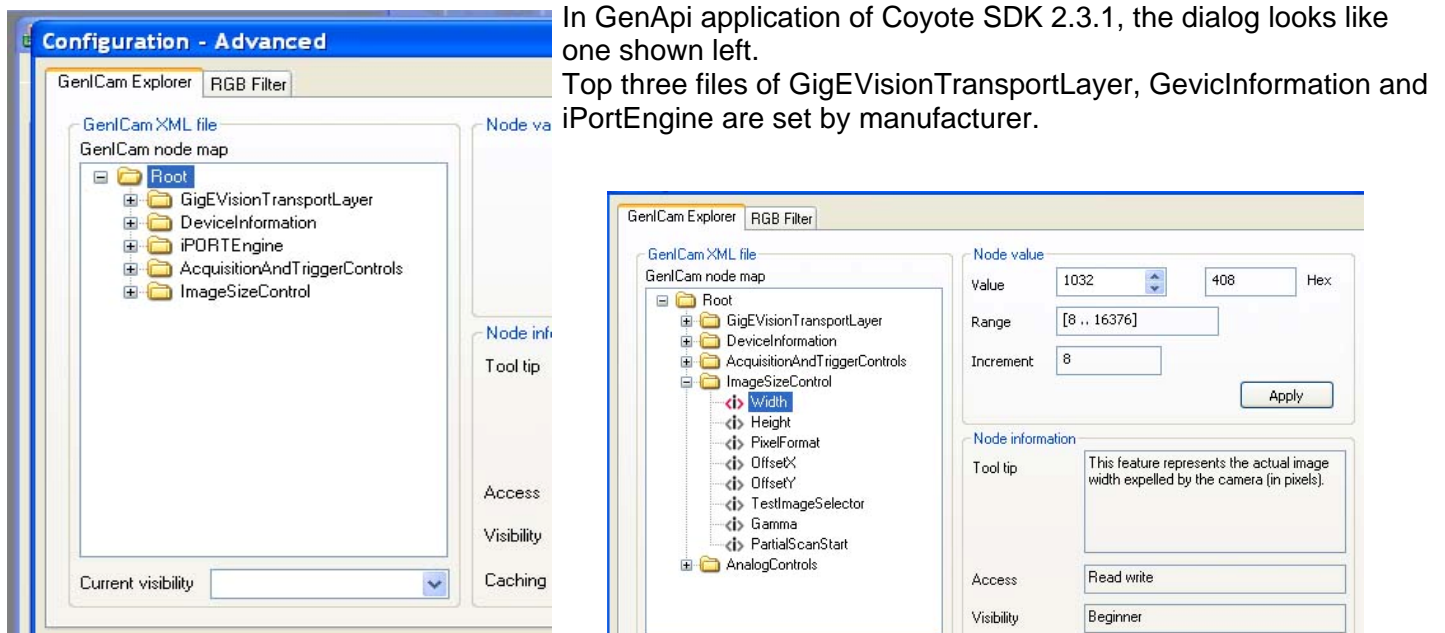 In GenApi application of Coyote SDK 2.3.1, the dialog looks like
one shown left.
Top three files of GigEVisionTransportLayer, GevicInformation and
iPortEngine are set by manufacturer.
Configuration - Advanced
GenICam Explorer
RGB Filter
GenICam XML file
GenICam node map
Root
GigEVisionTransportLayer
DeviceInformation
iPORTEngine
AcquisitionAndTriggerControls
ImageSizeControl
Current visibility
Node va
Node inf
Tool tip
Access
Visibility
Caching
GenICam Explorer
RGB Filter
GenICam XML file
GenICam node map
Root
GigEVisionTransportLayer
DeviceInformation
AcquisitionAndTriggerControls
ImageSizeControl
<i> Width
<i> Height
<i> PixelFormat
<i> OffsetX
<i> OffsetY
<i> TestImageSelector
<i> Gamma
<i> PartialScanStart
AnalogControls
Node value
Value 1032 408 Hex
Range [8 .. 16376]
Increment 8
Apply
Node information
Tool tip This feature represents the actual image
width expelled by the camera (in pixels).
Access Read write
Visibility Beginner